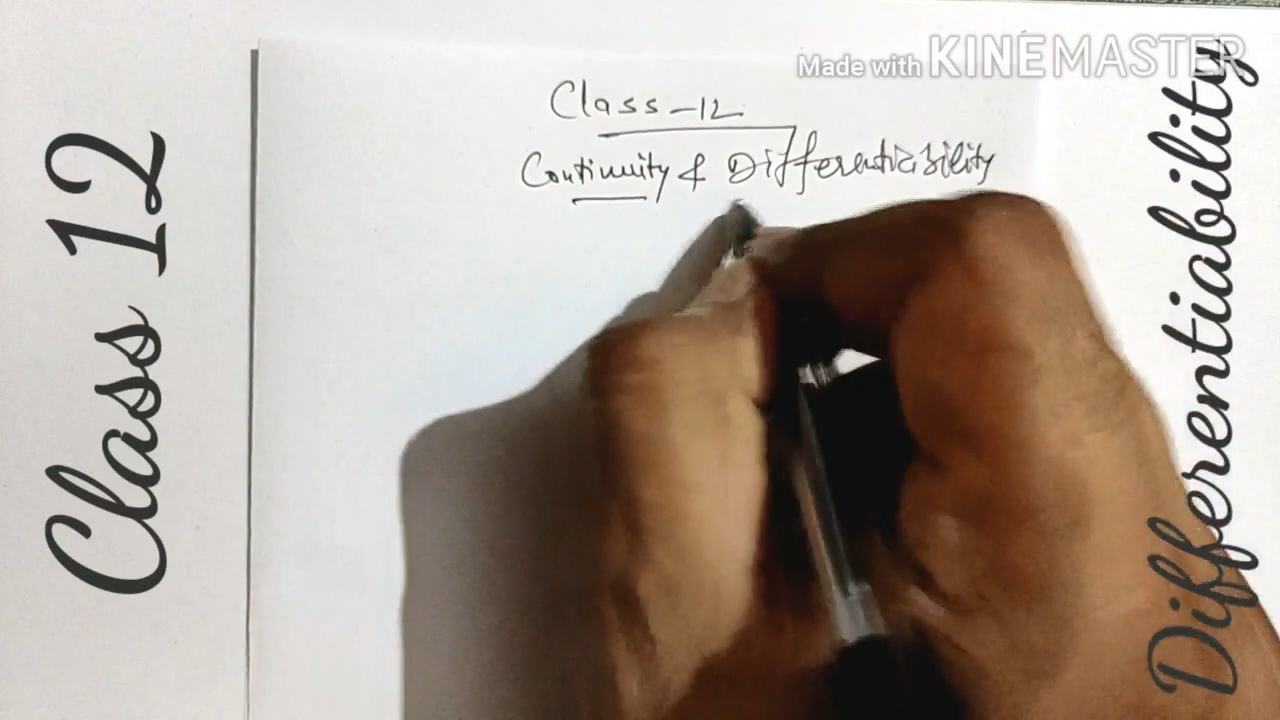 Made with KINEMASTER
Class-12
Continuity & Differentiability
Class 12
Differentiability